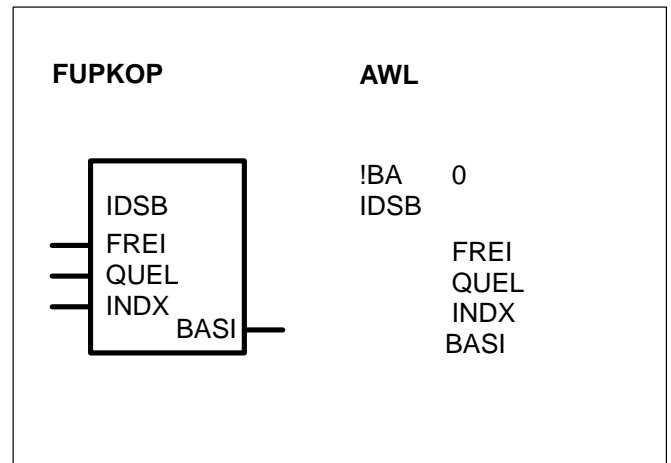 FUPKOP
IDSB
FREI
QUEL
INDX
BASI
AWL
!BA 0
IDSB
FREI
QUEL
INDX
BASI